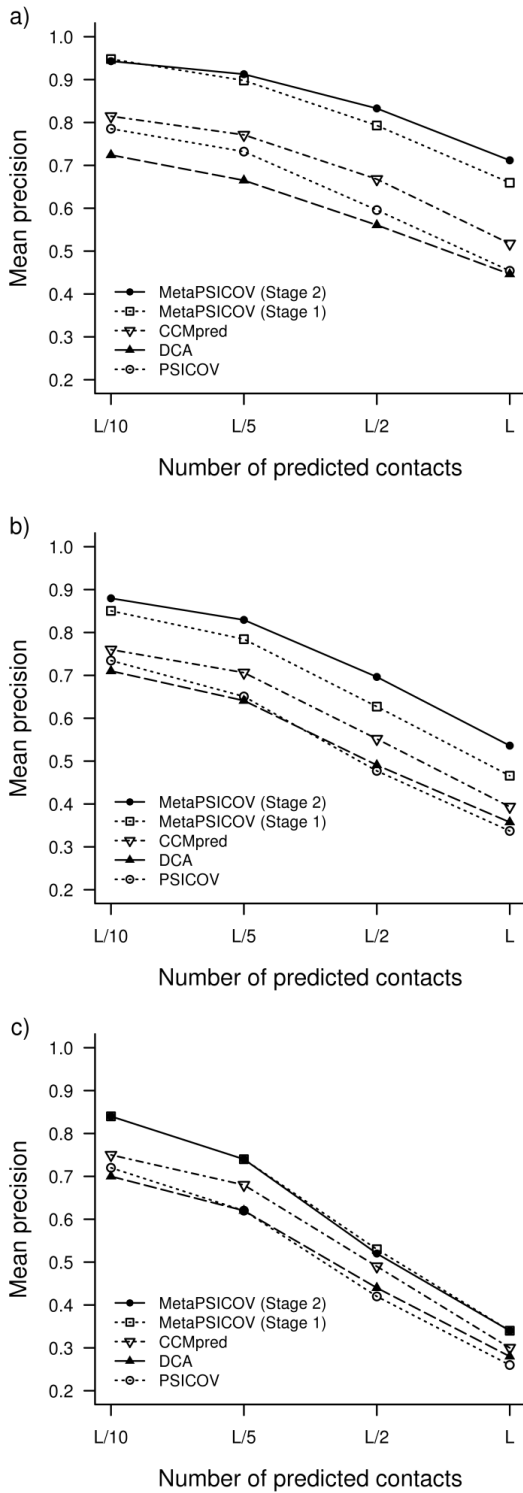 a)
1.0
0.9
0.8
0.7
0.6
0.5
0.4
0.3
0.2
Mean precision
MetaPSICOV (Stage 2)
MetaPSICOV (Stage 1)
CCMpred
DCA
PSICOV
L/10 L/5 L/2 L
Number of predicted contacts
b)
1.0
0.9
0.8
0.7
0.6
0.5
0.4
0.3
0.2
Mean precision
MetaPSICOV (Stage 2)
MetaPSICOV (Stage 1)
CCMpred
DCA
PSICOV
L/10 L/5 L/2 L
Number of predicted contacts
c)
1.0
0.9
0.8
0.7
0.6
0.5
0.4
0.3
0.2
Mean precision
MetaPSICOV (Stage 2)
MetaPSICOV (Stage 1)
CCMpred
DCA
PSICOV
L/10 L/5 L/2 L
Number of predicted contacts